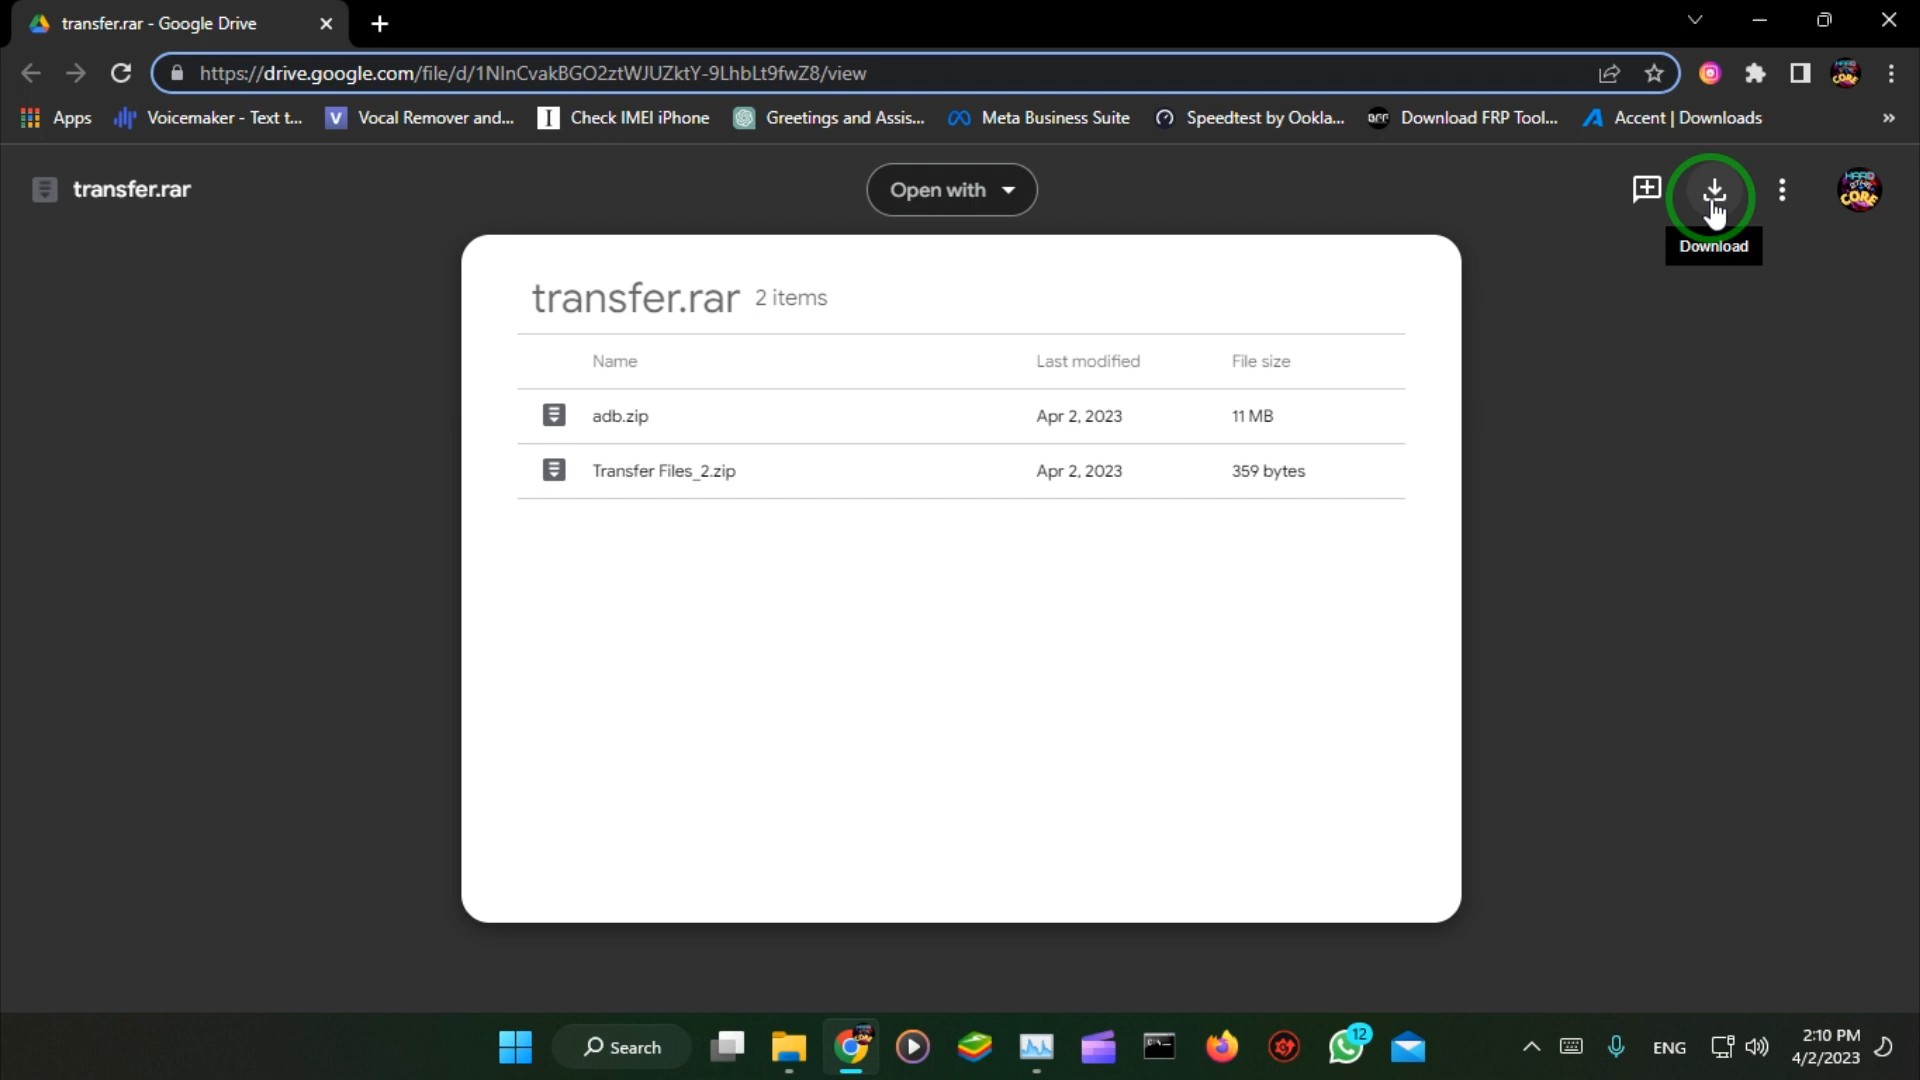 transfer.rar - Google Drive
https://drive.google.com/file/d/1NlnCvakBGO2ztWJUZktY-9LhbLt9fwZ8/view
Apps Voicemaker - Text t... Vocal Remover and... Check IMEI iPhone Greetings and Assis... Meta Business Suite Speedtest by Ookla... Download FRP Tool... Accent | Downloads »
transfer.rar
Open with
Download
transfer.rar 2 items
Name Last modified File size
adb.zip Apr 2, 2023 11 MB
Transfer Files_2.zip Apr 2, 2023 359 bytes
Search
12
ENG
2:10 PM
4/2/2023